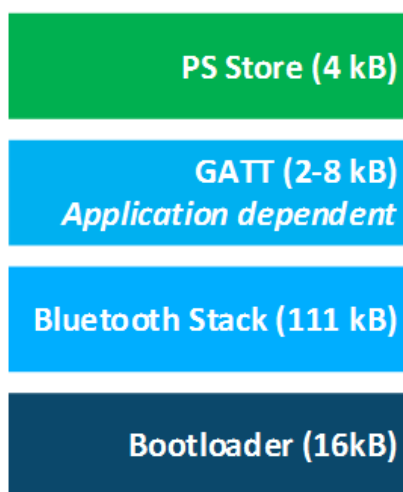 PS Store (4 kB)
GATT (2-8 kB)
Application dependent
Bluetooth Stack (111 kB)
Bootloader (16kB)